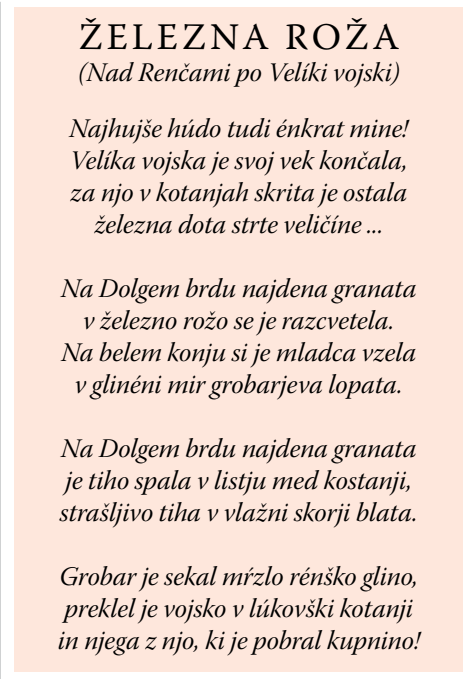 ŽELEZNA ROŽA
(Nad Renčami po Velíki vojski)
Najhujše húdo tudi énkrat mine!
Velíka vojska je svoj vek končala,
za njo v kotanjah skrita je ostala
železna dota strte veličíne ...
Na Dolgem brdu najdena granata
v železno rožo se je razcvetela.
Na belem konju si je mladca vzela
v glinéni mir grobarjeva lopata.
Na Dolgem brdu najdena granata
je tiho spala v listju med kostanji,
strašljivo tiha v vlažni skorji blata.
Grobar je sekal mŕzlo rénško glino,
preklel je vojsko v lúkovški kotanji
in njega z njo, ki je pobral kupnino!